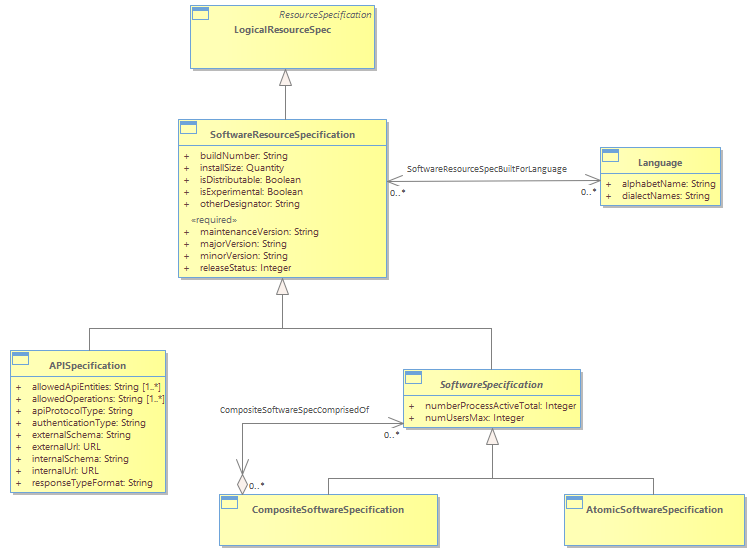 ResourceSpecification
LogicalResourceSpec
SoftwareResourceSpecification
+ buildNumber: String
+ installSize: Quantity
+ isDistributable: Boolean
+ isExperimental: Boolean
+ otherDesignator: String
«required»
+ maintenanceVersion: String
+ majorVersion: String
+ minorVersion: String
+ releaseStatus: Integer
SoftwareResourceSpecBuiltForLanguage
0..*
0..*
Language
+ alphabetName: String
+ dialectNames: String
APISpecification
+ allowedApiEntities: String [1..*]
+ allowedOperations: String [1..*]
+ apiProtocolType: String
+ authenticationType: String
+ externalSchema: String
+ externalUrl: URL
+ internalSchema: String
+ internalUrl: URL
+ responseTypeFormat: String
SoftwareSpecification
+ numberProcessActiveTotal: Integer
+ numUsersMax: Integer
CompositeSoftwareSpecComprisedOf
0..*
0..*
CompositeSoftwareSpecification
AtomicSoftwareSpecification